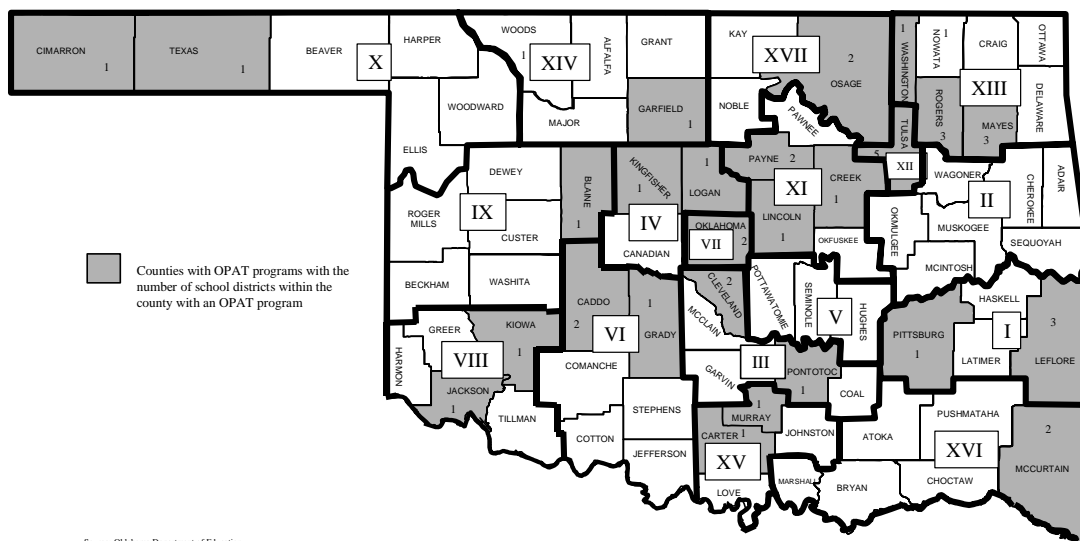 CIMARRON
1
TEXAS
1
BEAVER
HARPER
X
WOODWARD
ELLIS
WOODS
1
XIV
ALFALFA
GRANT
MAJOR
GARFIELD
1
KAY
XVII
2
OSAGE
NOBLE
PAWNEE
1
WASHINGTON
1
NOWATA
CRAIG
OTTAWA
XIII
ROGERS
3
MAYES
3
DELAWARE
TULSA
5
XII
DEWEY
BLAINE
1
IX
ROGER
MILLS
CUSTER
BECKHAM
WASHITA
KINGFISHER
1
1
LOGAN
IV
CANADIAN
OKLAHOMA
VII
2
PAYNE
2
XI
CREEK
1
LINCOLN
1
OKFUSKEE
WAGONER
II
CHEROKEE
ADAIR
OKMULGEE
MUSKOGEE
SEQUOYAH
MCINTOSH
Counties with OPAT programs with the
number of school districts within the
county with an OPAT program
CADDO
2
1
GRADY
VI
COMANCHE
STEPHENS
COTTON
JEFFERSON
GREER
KIOWA
1
VIII
HARMON
JACKSON
1
TILLMAN
2
CLEVELAND
MCCLAIN
III
GARVIN
PONTOTOC
1
POTTAWATOMIE
SEMINOLE
V
HUGHES
COAL
HASKELL
PITTSBURG
1
I
LATIMER
3
LEFLORE
1
MURRAY
CARTER
1
XV
LOVE
JOHNSTON
MARSHALL
ATOKA
BRYAN
PUSHMATAHA
XVI
CHOCTAW
2
MCCURTAIN